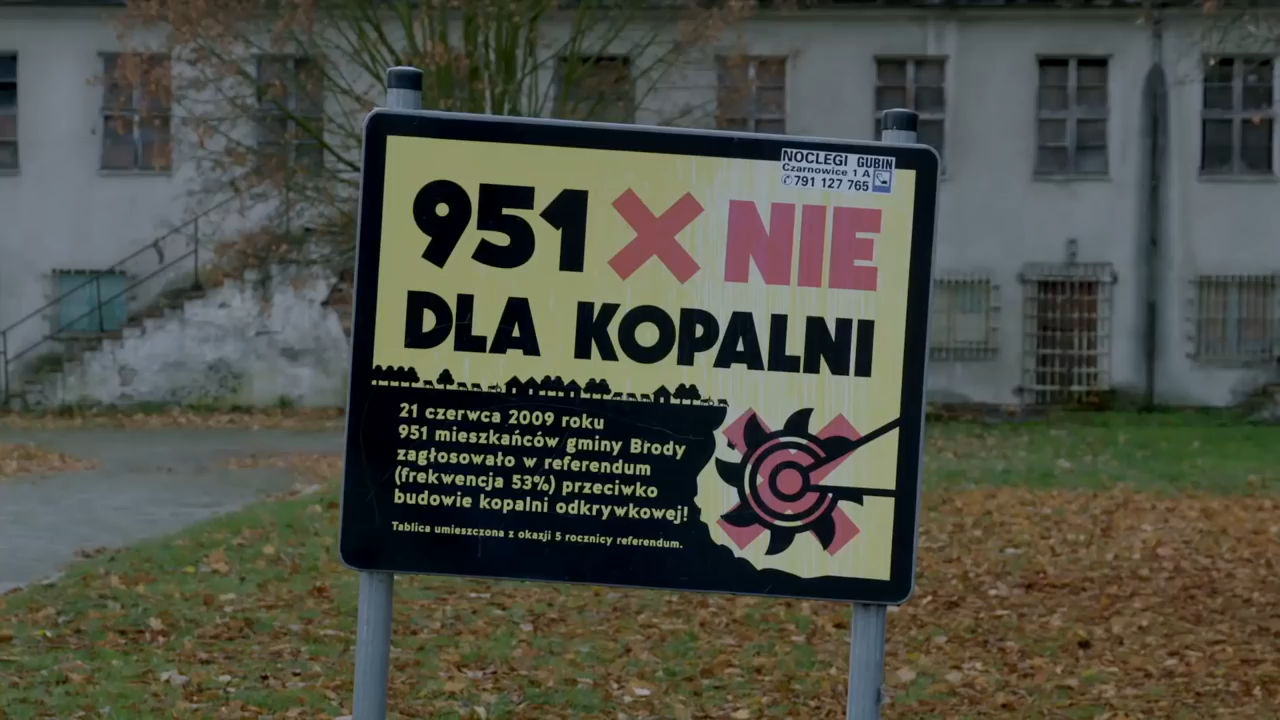 NOCLEGI GUBIN
Czarnowice 1 A
✆791 127 765
951 X NIE
DLA KOPALNI
21 czerwca 2009 roku
951 mieszkańców gminy Brody
zagłosowało w referendum
(frekwencja 53%) przeciwko
budowie kopalni odkrywkowej!
Tablica umieszczona z okazji 5 rocznicy referendum.